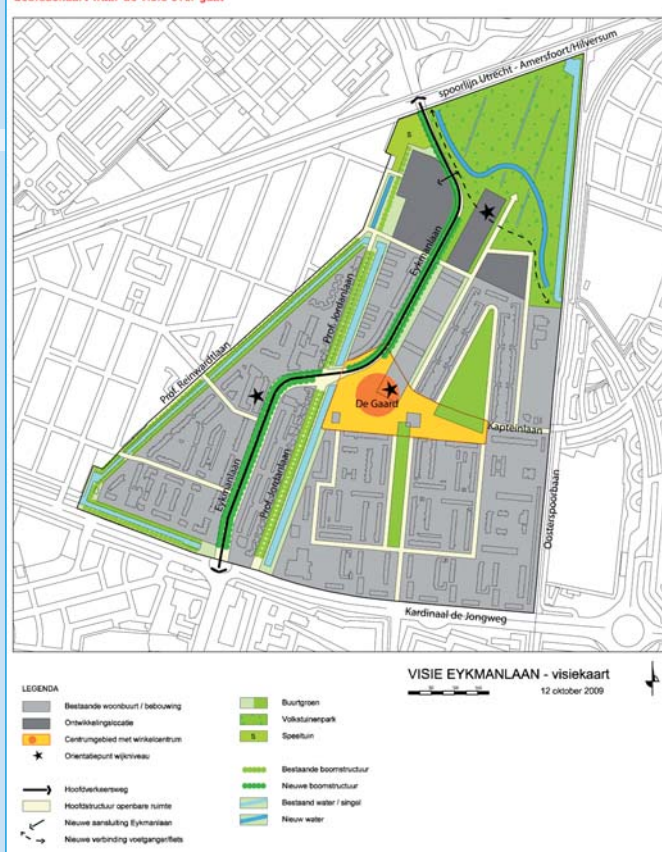 spoorlijn Utrecht - Amersfoort/Hilversum
S
Eykmanlaan
Prof. Jordanlaan
Prof. Reinwardtlaan
De Gaard
Kapteinlaan
Eykmanlaan
Prof. Jordanlaan
Oosterspoorbaan
Kardinaal de Jongweg
VISIE EYKMANLAAN - visiekaart
12 oktober 2009
LEGENDA
Bestaande woonbuurt / bebouwing
Ontwikkelingslocatie
Centrumgebied met winkelcentrum
Orientatiepunt wijkniveau
Hoofdverkeersweg
Hoofdstructuur openbare ruimte
Nieuwe aansluiting Eykmanlaan
Nieuwe verbinding voetganger/fiets
Buurtgroen
Volkstuinenpark
S Speeltuin
Bestaande boomstructuur
Nieuwe boomstructuur
Bestaand water / singel
Nieuw water